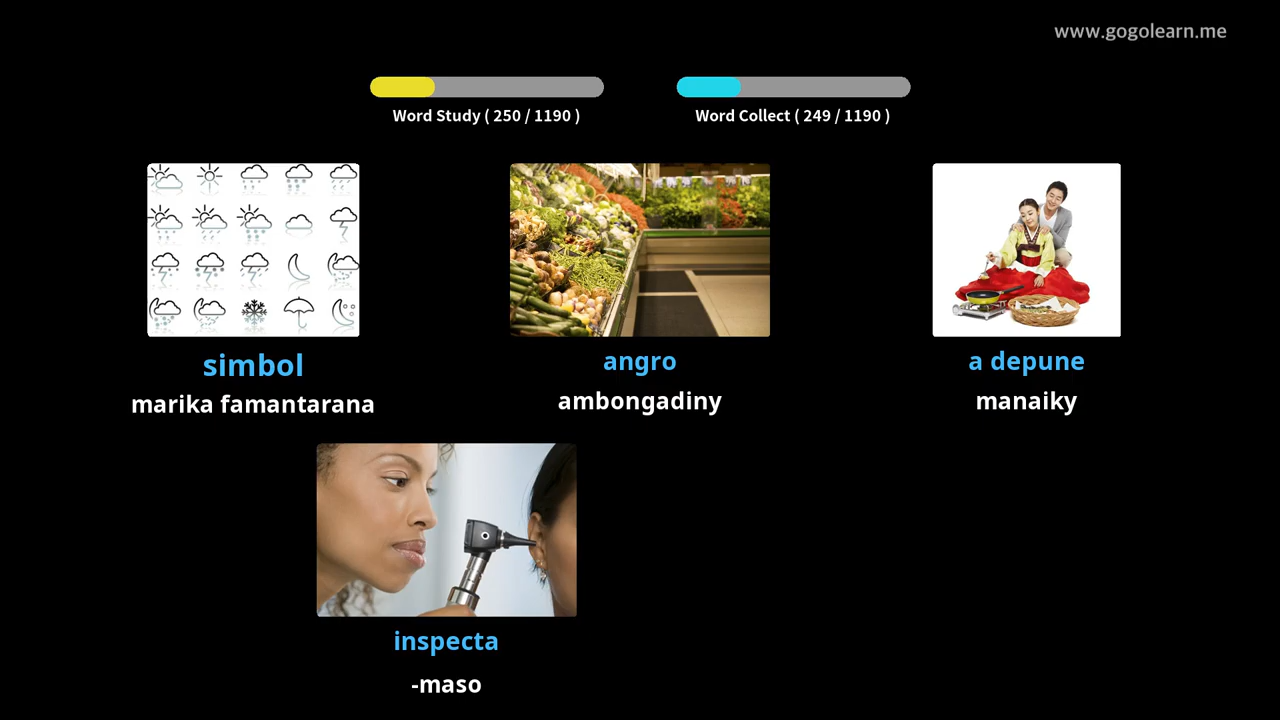 www.gogolearn.me
Word Study ( 250 / 1190 )
Word Collect ( 249 / 1190 )
simbol
marika famantarana
angro
ambongadiny
a depune
manaiky
inspecta
-maso